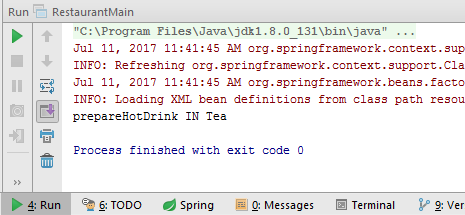 Run RestaurantMain
"C:\Program Files\Java\jdk1.8.0_131\bin\java" ...
Jul 11, 2017 11:41:45 AM org.springframework.context.sup
INFO: Refreshing org.springframework.context.support.Cla
Jul 11, 2017 11:41:45 AM org.springframework.beans.facto
INFO: Loading XML bean definitions from class path resou
prepareHotDrink IN Tea
Process finished with exit code 0
4: Run 6: TODO Spring 0: Messages Terminal 9: Ver